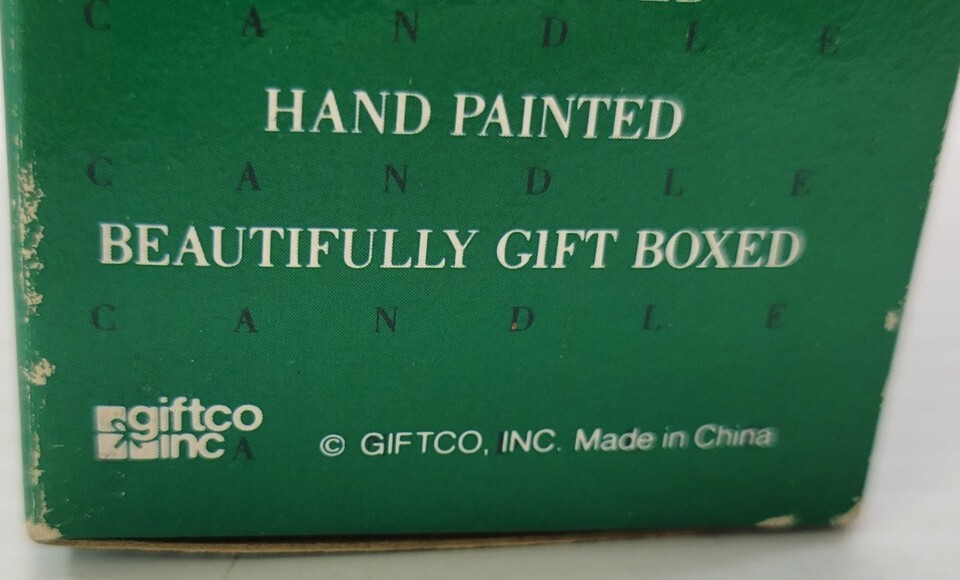 C A N D L E
HAND PAINTED
C A N D L E
BEAUTIFULLY GIFT BOXED
C A N D L E
giftco
inc A
© GIFTCO, INC. Made in China